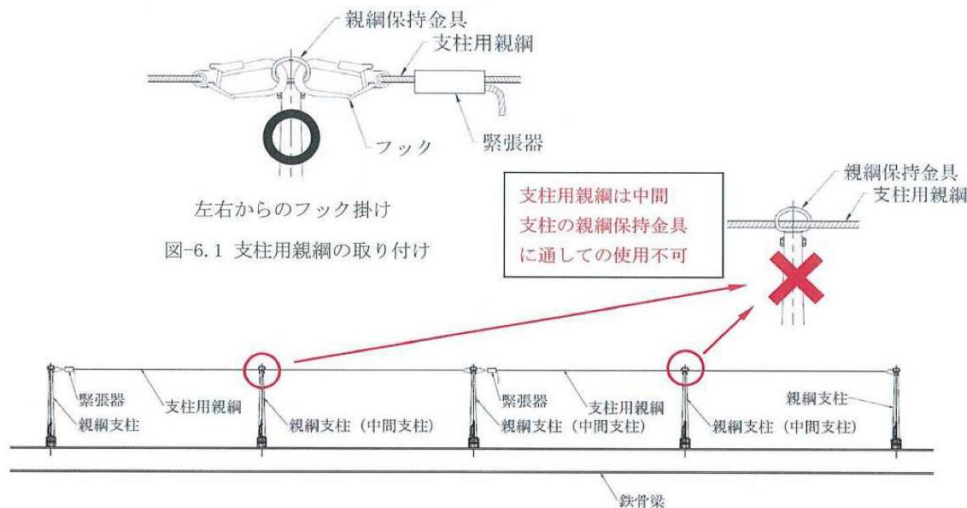 親綱保持金具
支柱用親綱
フック
緊張器
左右からのフック掛け
図-6.1 支柱用親綱の取り付け
支柱用親綱は中間
支柱の親綱保持金具
に通しての使用不可
親綱保持金具
支柱用親綱
緊張器
親綱支柱
支柱用親綱
親綱支柱（中間支柱）
緊張器
親綱支柱（中間支柱）
支柱用親綱
親綱支柱（中間支柱）
親綱支柱
鉄骨梁